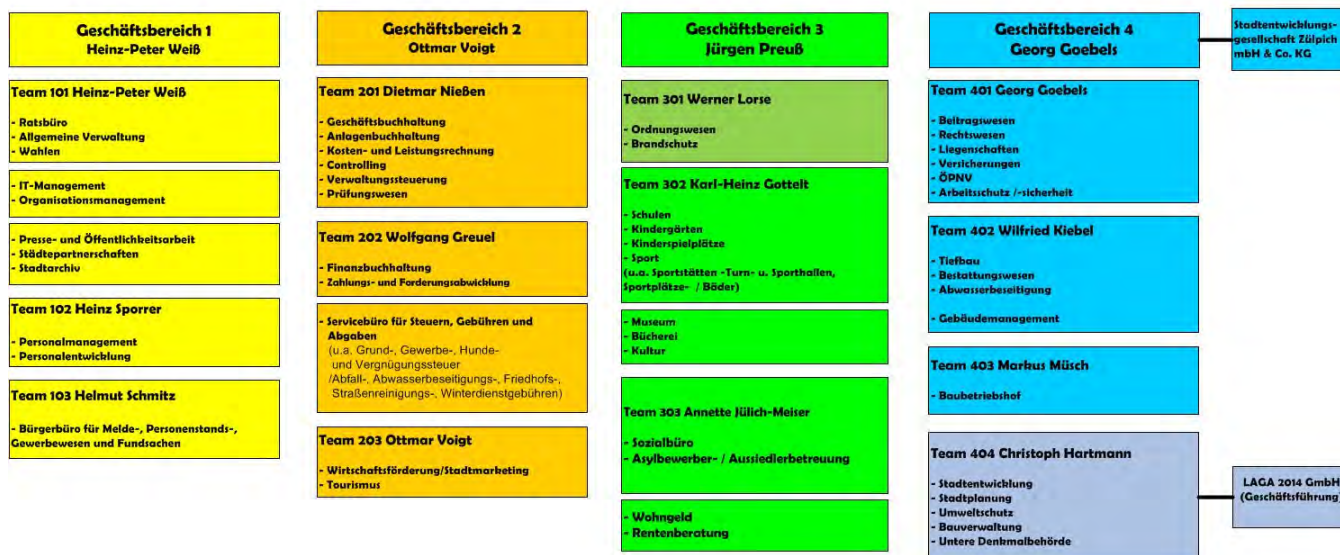 Geschäftsbereich 1
Heinz-Peter Weiß
Team 101 Heinz-Peter Weiß
- Ratsbüro
- Allgemeine Verwaltung
- Wahlen
- IT-Management
- Organisationsmanagement
- Presse- und Öffentlichkeitsarbeit
- Städtepartnerschaften
- Stadtarchiv
Team 102 Heinz Sporrer
- Personalmanagement
- Personalentwicklung
Team 103 Helmut Schmitz
- Bürgerbüro für Melde-, Personenstands-,
Gewerbewesen und Fundsachen
Geschäftsbereich 2
Ottmar Voigt
Team 201 Dietmar Nießen
- Geschäftsbuchhaltung
- Anlagenbuchhaltung
- Kosten- und Leistungsrechnung
- Controlling
- Verwaltungssteuerung
- Prüfungswesen
Team 202 Wolfgang Greuel
- Finanzbuchhaltung
- Zahlungs- und Forderungsabwicklung
- Servicebüro für Steuern, Gebühren und
Abgaben
(u.a. Grund-, Gewerbe-, Hunde-
und Vergnügungssteuer
/Abfall-, Abwasserbeseitigungs-, Friedhofs-,
Straßenreinigungs-, Winterdienstgebühren)
Team 203 Ottmar Voigt
- Wirtschaftsförderung/Stadtmarketing
- Tourismus
Geschäftsbereich 3
Jürgen Preuß
Team 301 Werner Lorse
- Ordnungswesen
- Brandschutz
Team 302 Karl-Heinz Gottelt
- Schulen
- Kindergärten
- Kinderspielplätze
- Sport
(u.a. Sportstätten -Turn- u. Sporthallen,
Sportplätze- / Bäder)
- Museum
- Bücherei
- Kultur
Team 303 Annette Jülich-Meiser
- Sozialbüro
- Asylbewerber- / Aussiedlerbetreuung
- Wohngeld
- Rentenberatung
Geschäftsbereich 4
Georg Goebels
Team 401 Georg Goebels
- Beitragswesen
- Rechtswesen
- Liegenschaften
- Versicherungen
- ÖPNV
- Arbeitsschutz /-sicherheit
Team 402 Wilfried Kiebel
- Tiefbau
- Bestattungswesen
- Abwasserbeseitigung
- Gebäudemanagement
Team 403 Markus Müsch
- Baubetriebshof
Team 404 Christoph Hartmann
- Stadtentwicklung
- Stadtplanung
- Umweltschutz
- Bauverwaltung
- Untere Denkmalbehörde
Stadtentwicklungs-
gesellschaft Zülpich
mbH & Co. KG
LAGA 2014 GmbH
(Geschäftsführung)